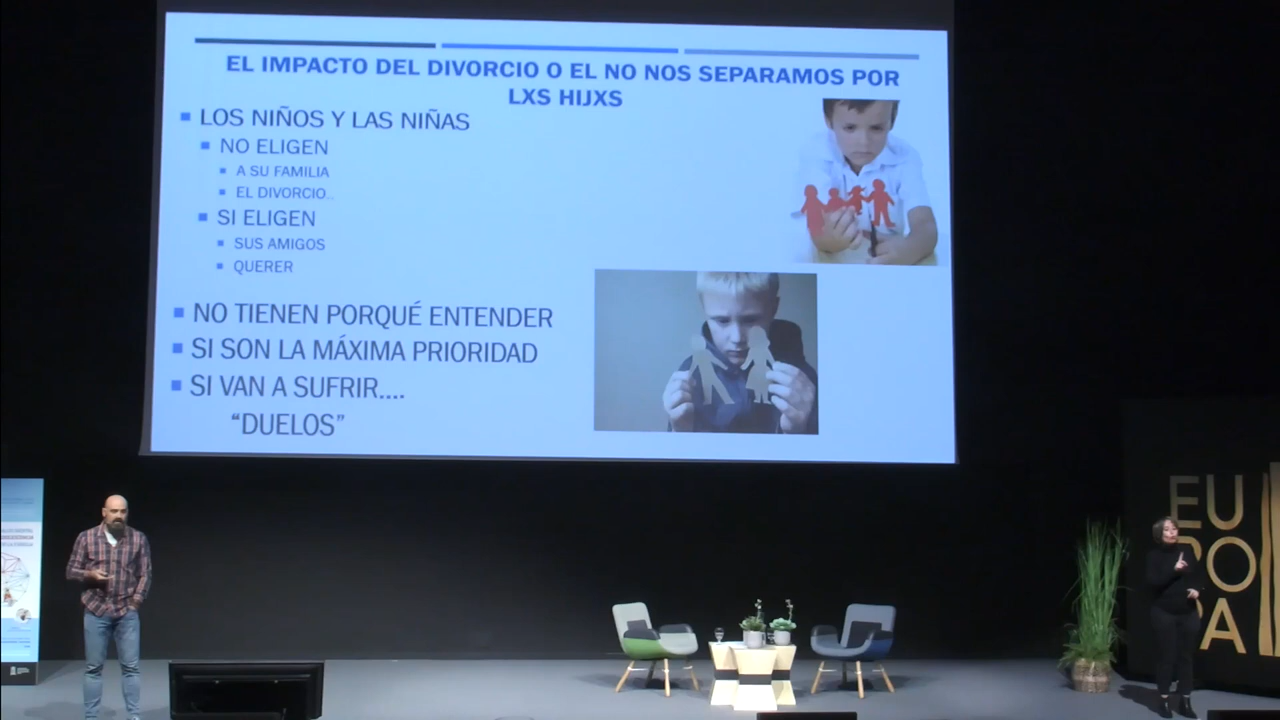 EL IMPACTO DEL DIVORCIO O EL NO NOS SEPARAMOS POR
LXS HIJXS
LOS NIÑOS Y LAS NIÑAS
NO ELIGEN
A SU FAMILIA
EL DIVORCIO..
SI ELIGEN
SUS AMIGOS
QUERER
NO TIENEN PORQUÉ ENTENDER
SI SON LA MÁXIMA PRIORIDAD
SI VAN A SUFRIR....
“DUELOS”
EU
RO
PA